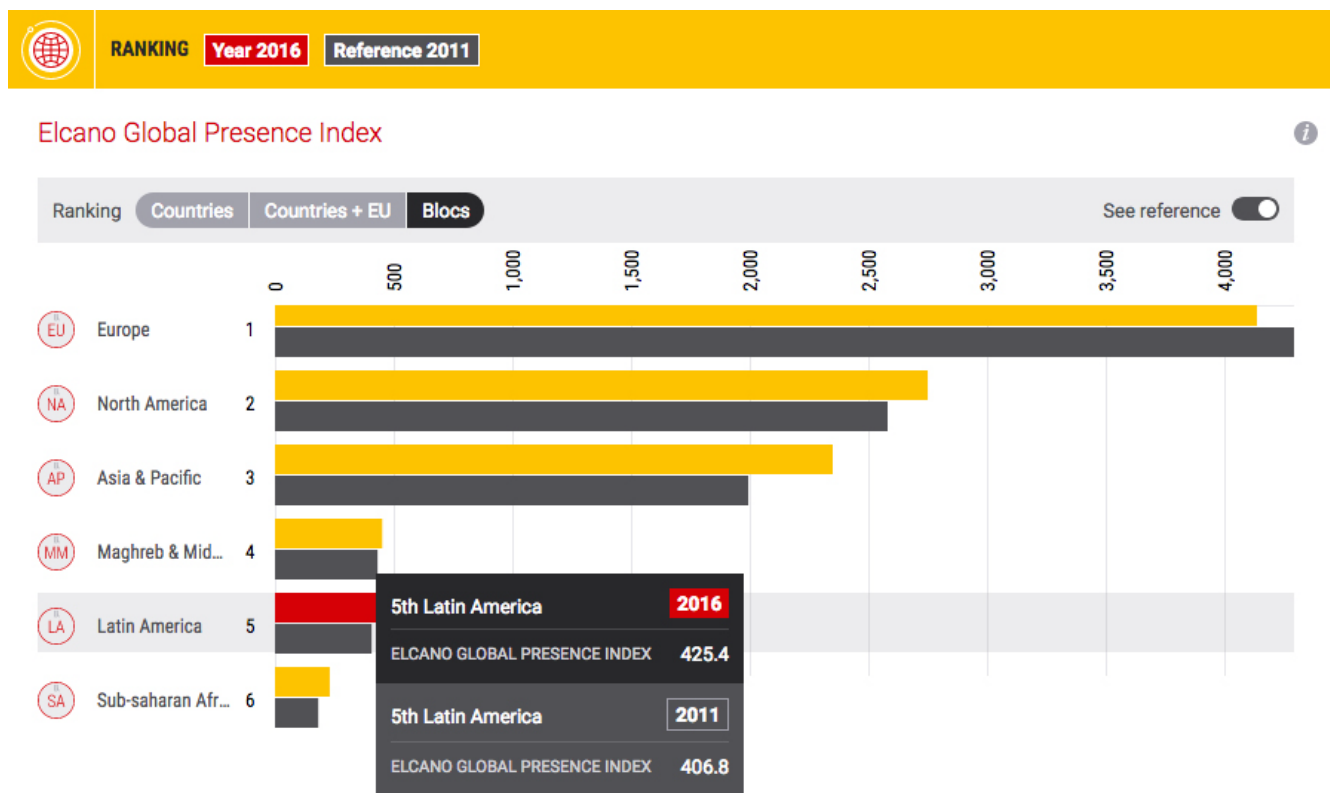 RANKING Year 2016 Reference 2011
Elcano Global Presence Index
i
Ranking Countries Countries + EU Blocs See reference
0 500 1,000 1,500 2,000 2,500 3,000 3,500 4,000
EU Europe 1
NA North America 2
AP Asia & Pacific 3
MM Maghreb & Mid... 4
LA Latin America 5
SA Sub-saharan Afr... 6
5th Latin America 2016
ELCANO GLOBAL PRESENCE INDEX 425.4
5th Latin America 2011
ELCANO GLOBAL PRESENCE INDEX 406.8